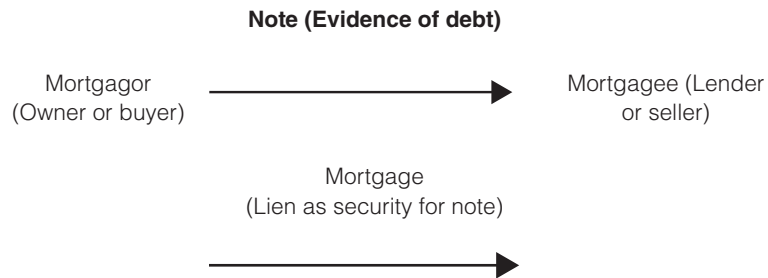 Note (Evidence of debt)
Mortgagor
(Owner or buyer)
Mortgagee (Lender
or seller)
Mortgage
(Lien as security for note)